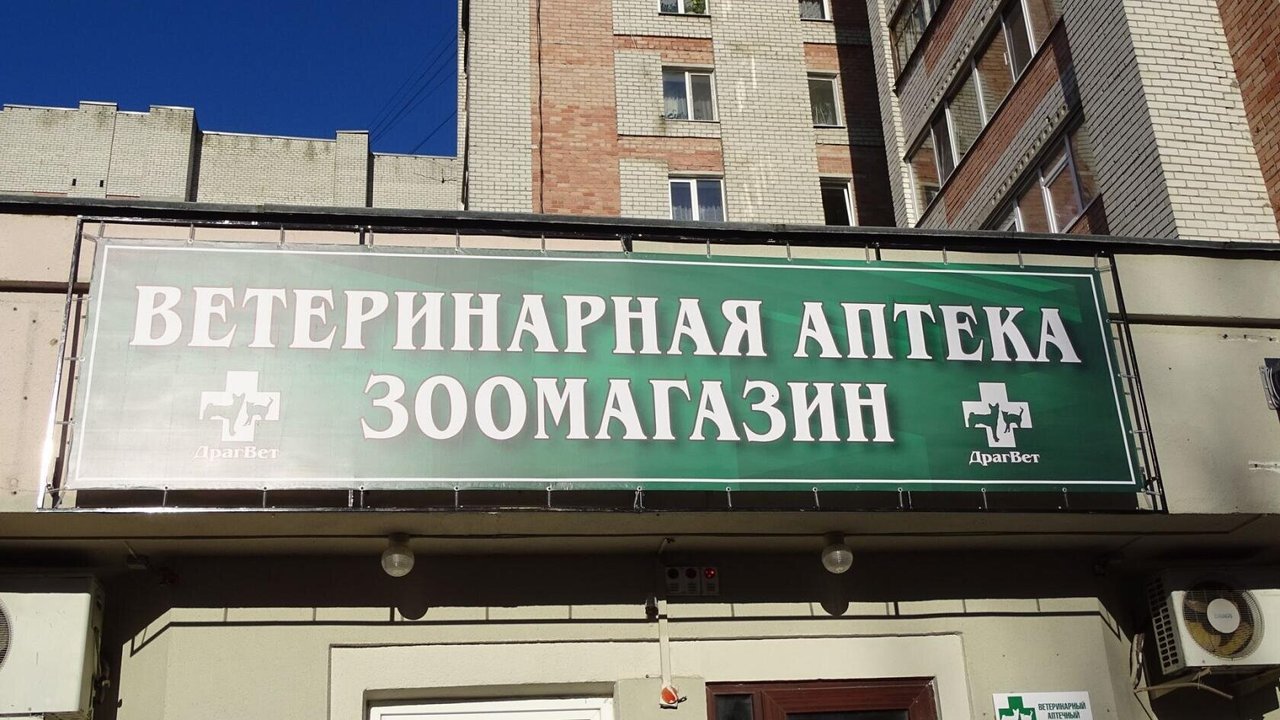 ВЕТЕРИНАРНАЯ АПТЕКА
ЗООМАГАЗИН
ДрагВет
ДрагВет
ВЕТЕРИНАРНЫЙ
АПТЕЧНЫЙ